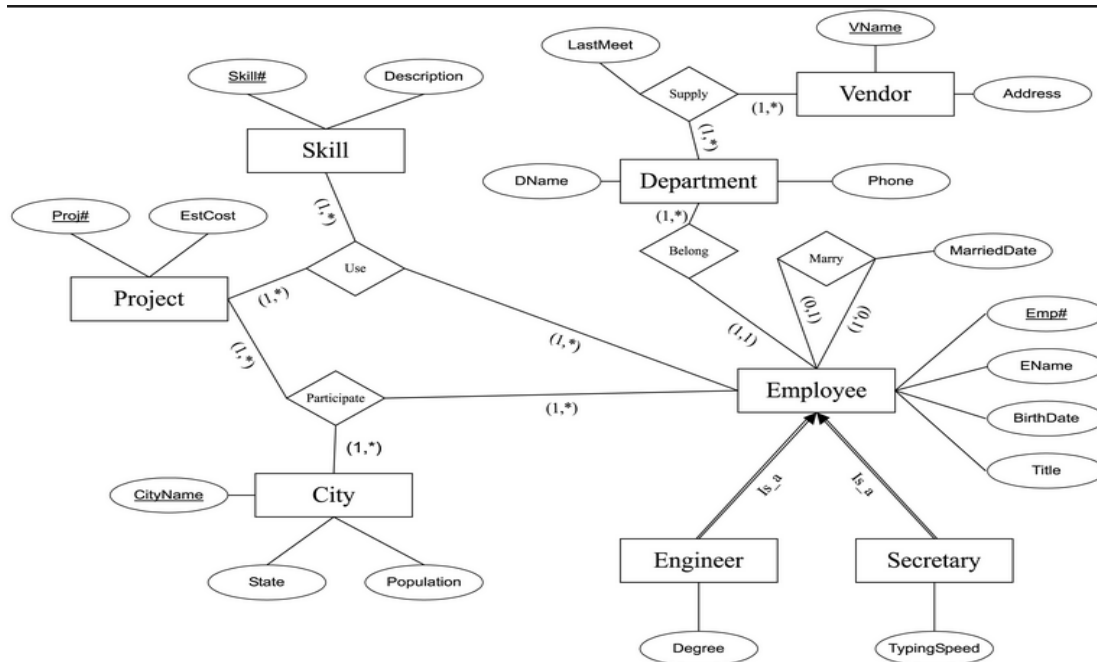 VName
LastMeet
Skill#
Description
Supply
Vendor
Address
(1,*)
(1,*)
Skill
DName
Department
Phone
(1,*)
(1,*)
Proj#
EstCost
Belong
Marry
MarriedDate
Use
Project
(1,*)
(0,1)
(0,1)
Emp#
(1,1)
(1,*)
(1,*)
EName
Employee
Participate
(1,*)
BirthDate
(1,*)
Title
CityName
City
Is_a
Is_a
Engineer
Secretary
State
Population
Degree
TypingSpeed